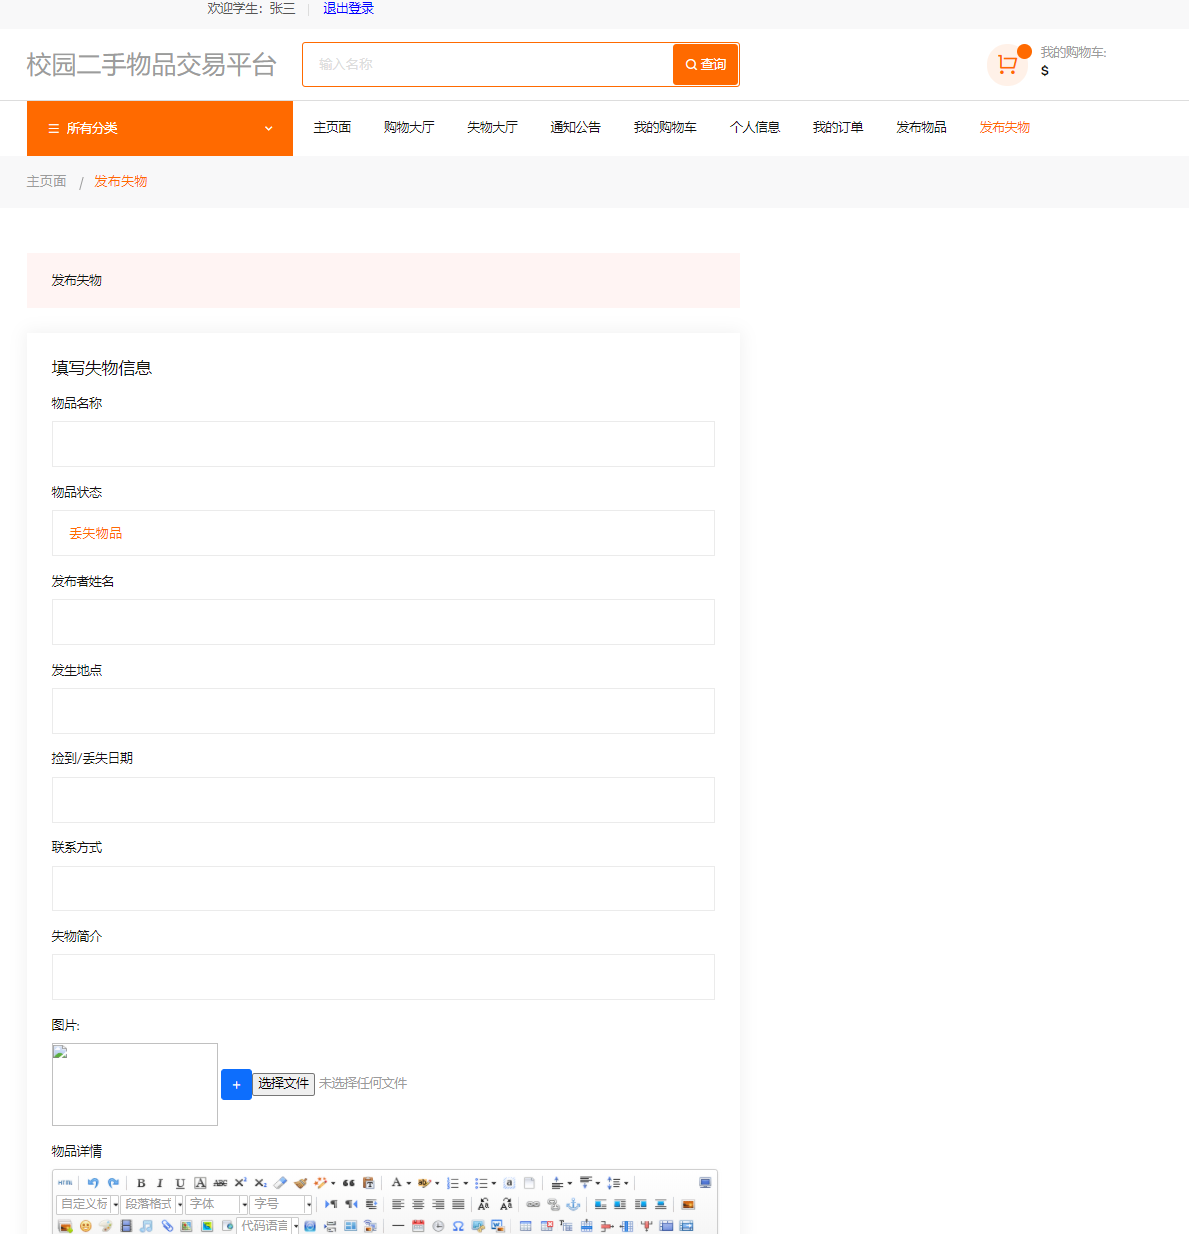 欢迎学生：张三 退出登录
校园二手物品交易平台
输入名称
查询
我的购物车:
$
所有分类
主页面 购物大厅 失物大厅 通知公告 我的购物车 个人信息 我的订单 发布物品 发布失物
主页面 / 发布失物
发布失物
填写失物信息
物品名称
物品状态
丢失物品
发布者姓名
发生地点
捡到/丢失日期
联系方式
失物简介
图片:
+ 选择文件 未选择任何文件
物品详情
HTML B I U A ABC X² X₂ A a
自定义标 段落格式 字体 字号
代码语言